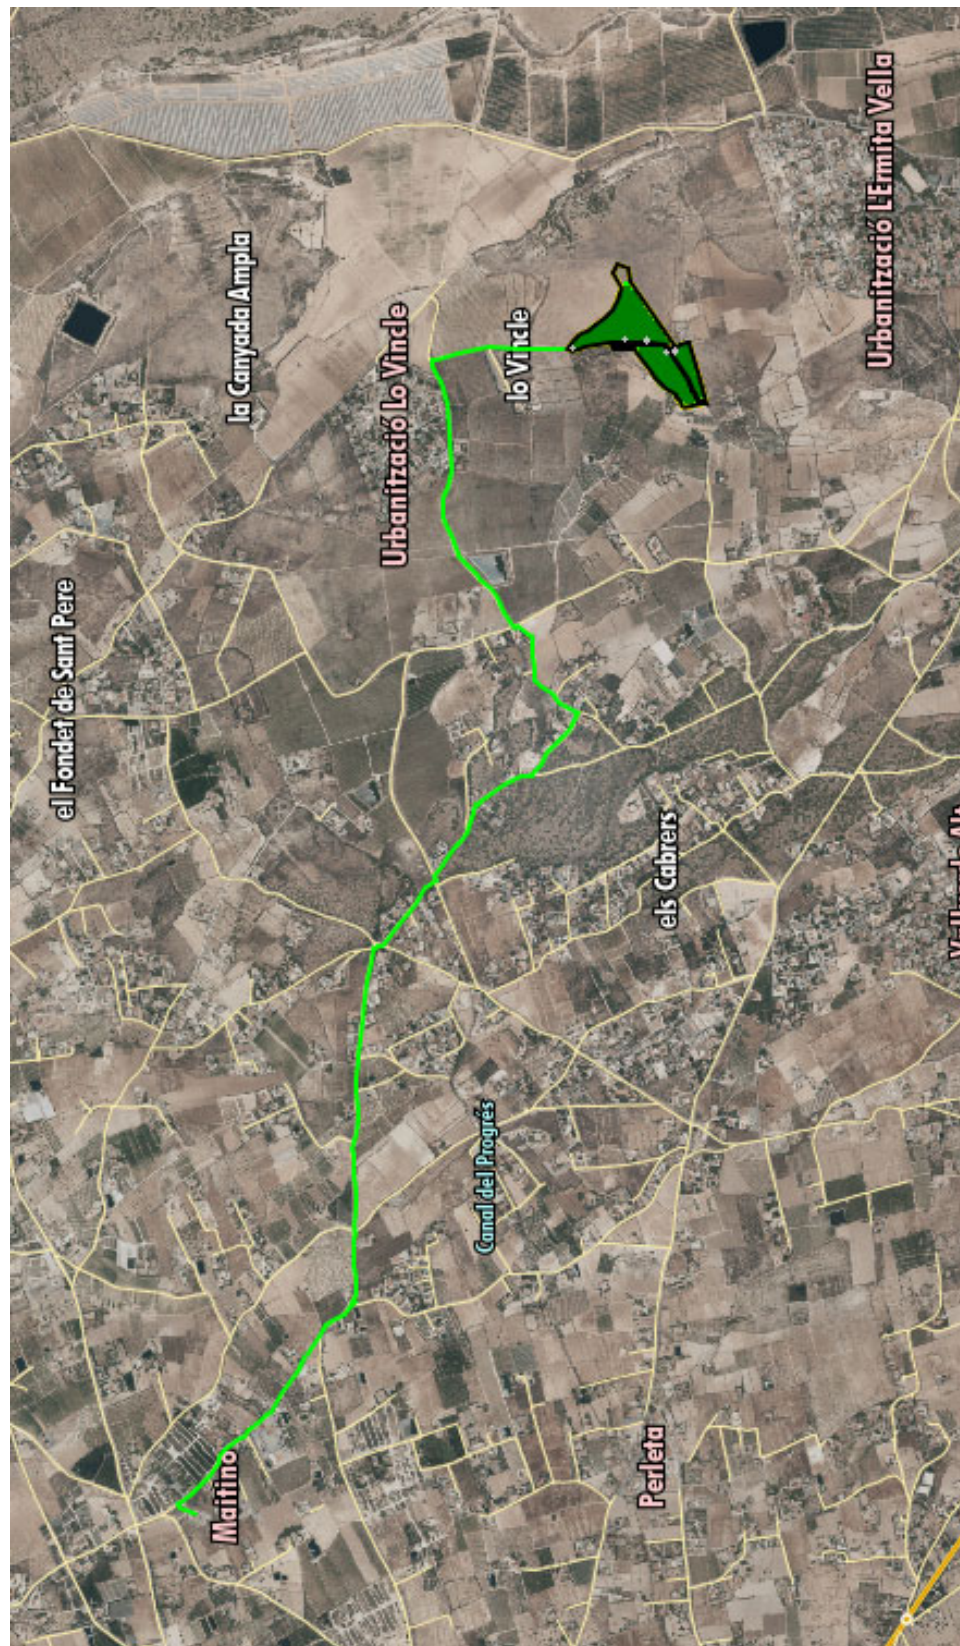 Urbanització L'Ermita Vella
la Canyada Ampla
Urbanització Lo Vincle
lo Vincle
el Fondet de Sant Pere
els Cabrers
Canal del Progrés
Maitino
Perleta